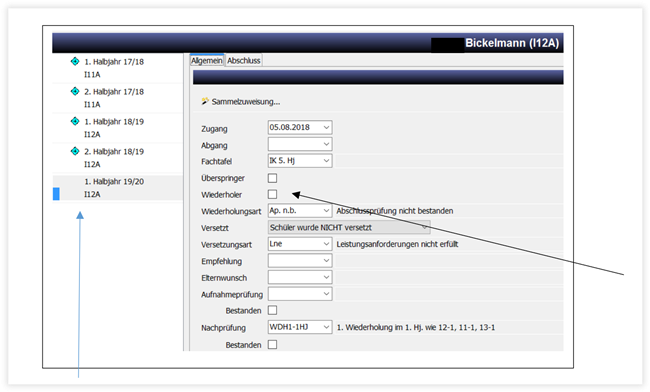 Bickelmann (I12A)
1. Halbjahr 17/18
I11A
2. Halbjahr 17/18
I11A
1. Halbjahr 18/19
I12A
2. Halbjahr 18/19
I12A
1. Halbjahr 19/20
I12A
Allgemein Abschluss
Sammelzuweisung...
Zugang 05.08.2018
Abgang
Fachtafel IK 5. Hj
Überspringer
Wiederholer
Wiederholungsart Ap. n.b. Abschlussprüfung nicht bestanden
Versetzt Schüler wurde NICHT versetzt
Versetzungsart Lne Leistungsanforderungen nicht erfüllt
Empfehlung
Elternwunsch
Aufnahmeprüfung
Bestanden
Nachprüfung WDH1-1HJ 1. Wiederholung im 1. Hj. wie 12-1, 11-1, 13-1
Bestanden